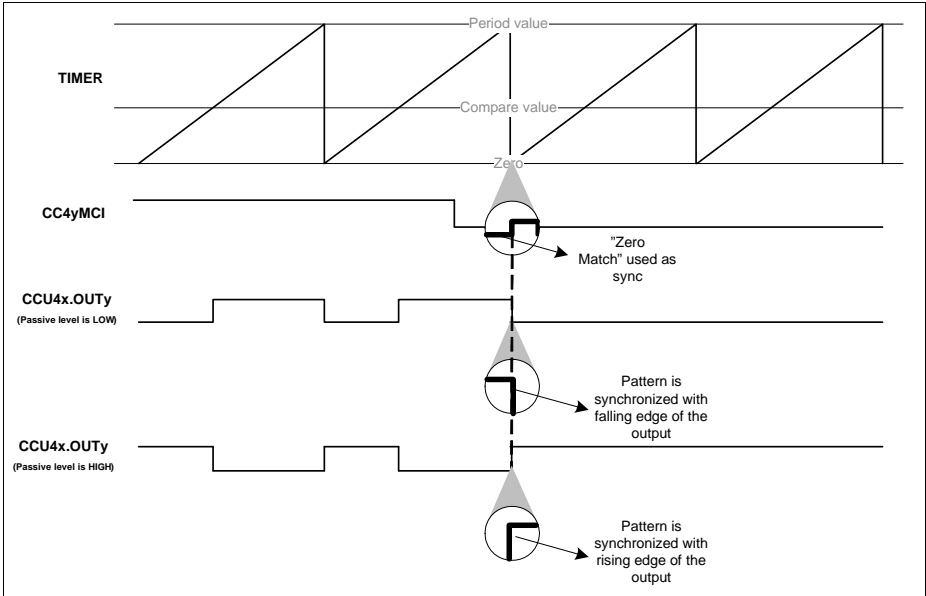 Period value
TIMER
Compare value
Zero
CC4yMCI
"Zero
Match" used as
sync
CCU4x.OUTy
(Passive level is LOW)
Pattern is
synchronized with
falling edge of the
output
CCU4x.OUTy
(Passive level is HIGH)
Pattern is
synchronized with
rising edge of the
output